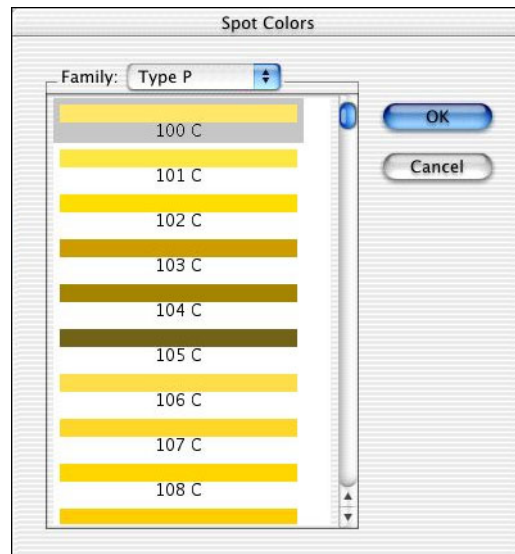 Spot Colors
Family: Type P
OK
Cancel
100 C
101 C
102 C
103 C
104 C
105 C
106 C
107 C
108 C